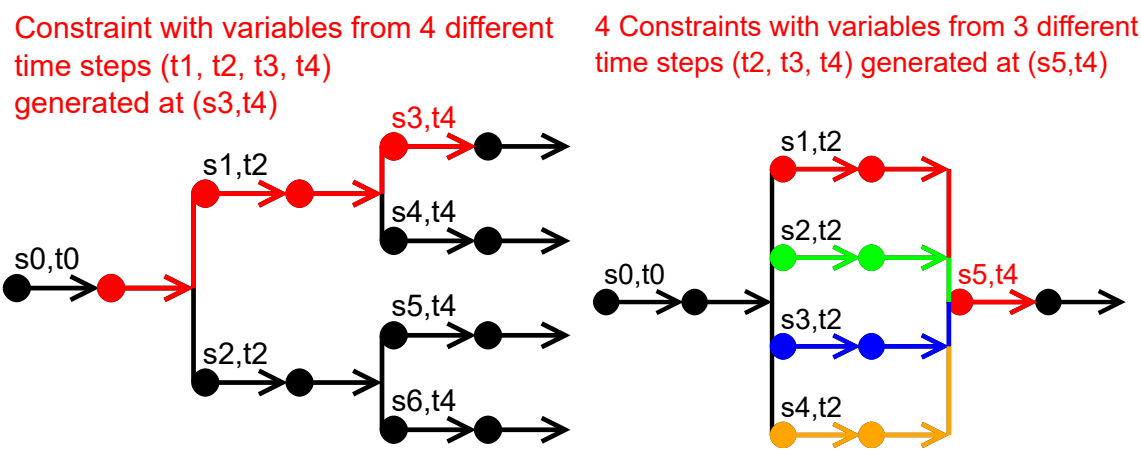 Constraint with variables from 4 different
time steps (t1, t2, t3, t4)
generated at (s3,t4)
s3,t4
s1,t2
s4,t4
s0,t0
s5,t4
s2,t2
s6,t4
4 Constraints with variables from 3 different
time steps (t2, t3, t4) generated at (s5,t4)
s1,t2
s2,t2
s0,t0
s5,t4
s3,t2
s4,t2